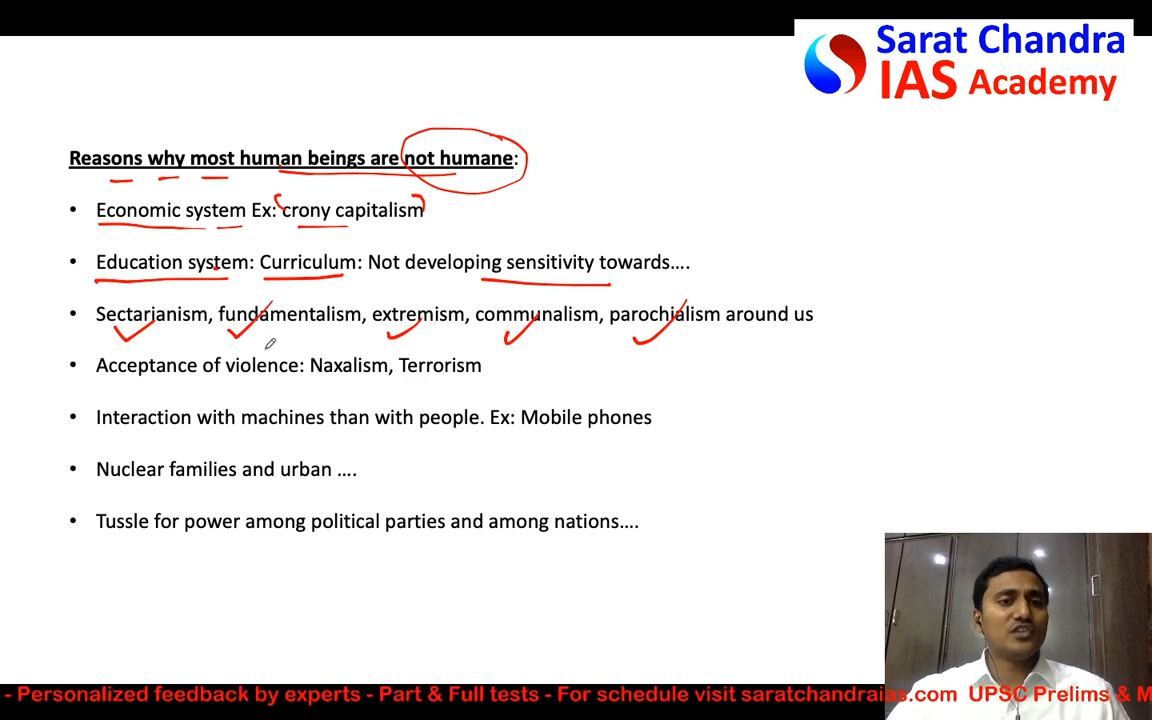 Sarat Chandra
IAS Academy
Reasons why most human beings are not humane:
• Economic system Ex: crony capitalism
• Education system: Curriculum: Not developing sensitivity towards....
• Sectarianism, fundamentalism, extremism, communalism, parochialism around us
• Acceptance of violence: Naxalism, Terrorism
• Interaction with machines than with people. Ex: Mobile phones
• Nuclear families and urban ....
• Tussle for power among political parties and among nations....
- Personalized feedback by experts - Part & Full tests - For schedule visit saratchandraias.com UPSC Prelims & M